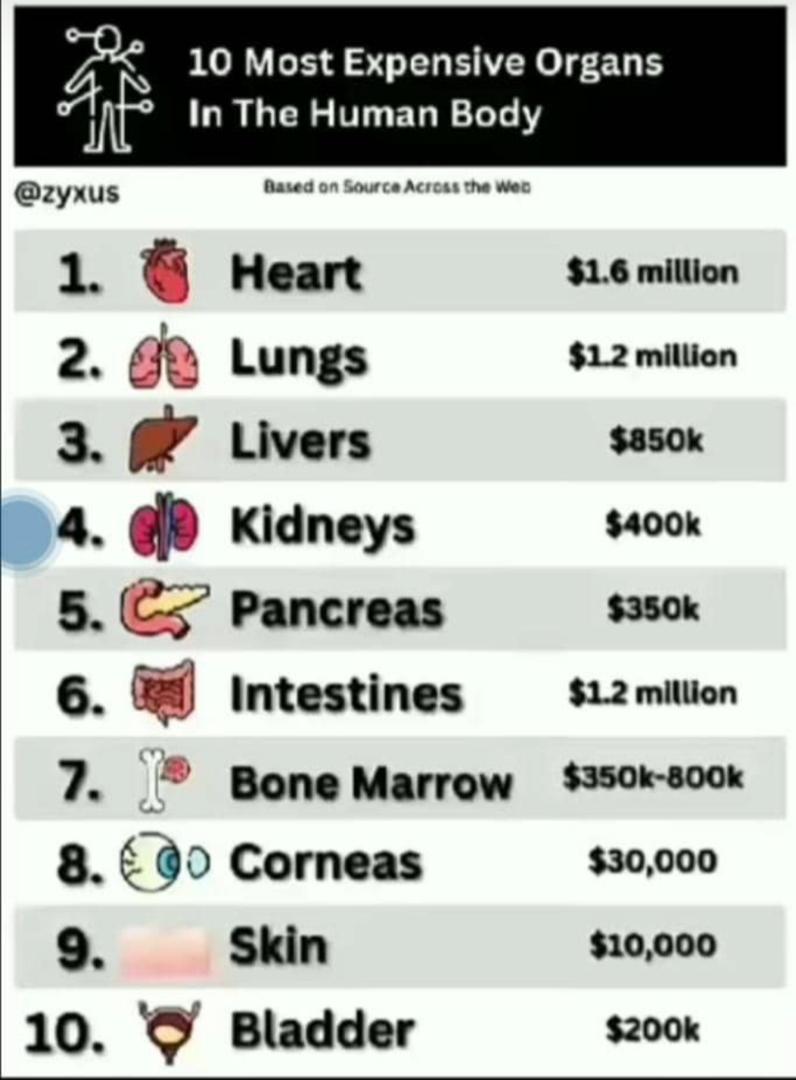 10 Most Expensive Organs
In The Human Body
@zyxus
Based on Source Across the Web
1. Heart $1.6 million
2. Lungs $1.2 million
3. Livers $850k
4. Kidneys $400k
5. Pancreas $350k
6. Intestines $1.2 million
7. Bone Marrow $350k-800k
8. Corneas $30,000
9. Skin $10,000
10. Bladder $200k